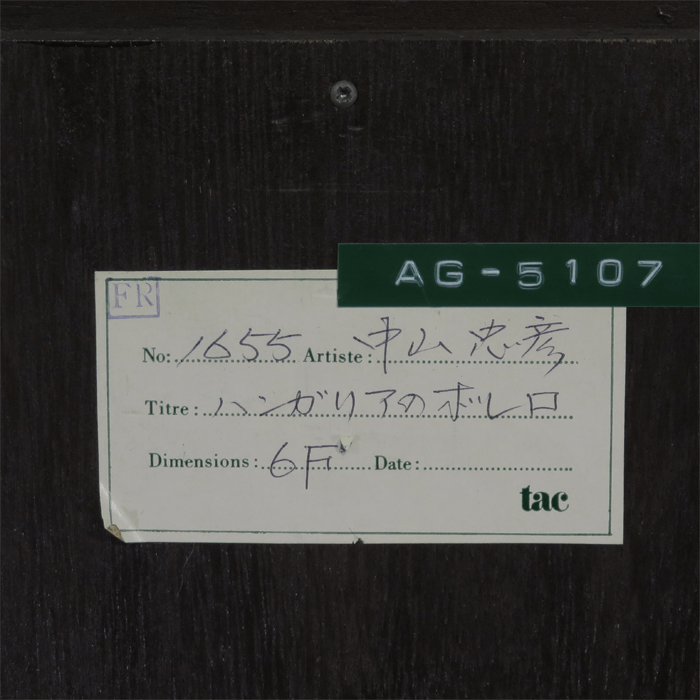 AG-5107
FR
No: 1655 Artiste: 中山忠彦
Titre: ハンガリアのボレロ
Dimensions: 6F Date:
tac